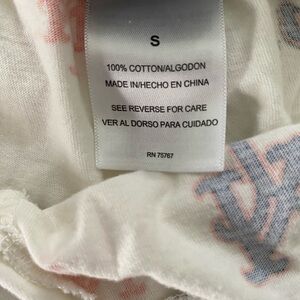 S
100% COTTON/ALGODON
MADE IN/HECHO EN CHINA
SEE REVERSE FOR CARE
VER AL DORSO PARA CUIDADO
RN 75767